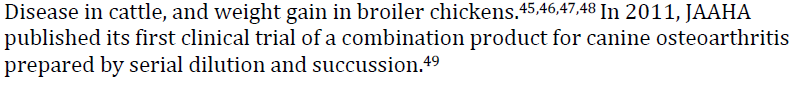 Disease in cattle, and weight gain in broiler chickens.45,46,47,48 In 2011, JAAHA
published its first clinical trial of a combination product for canine osteoarthritis
prepared by serial dilution and succussion.49